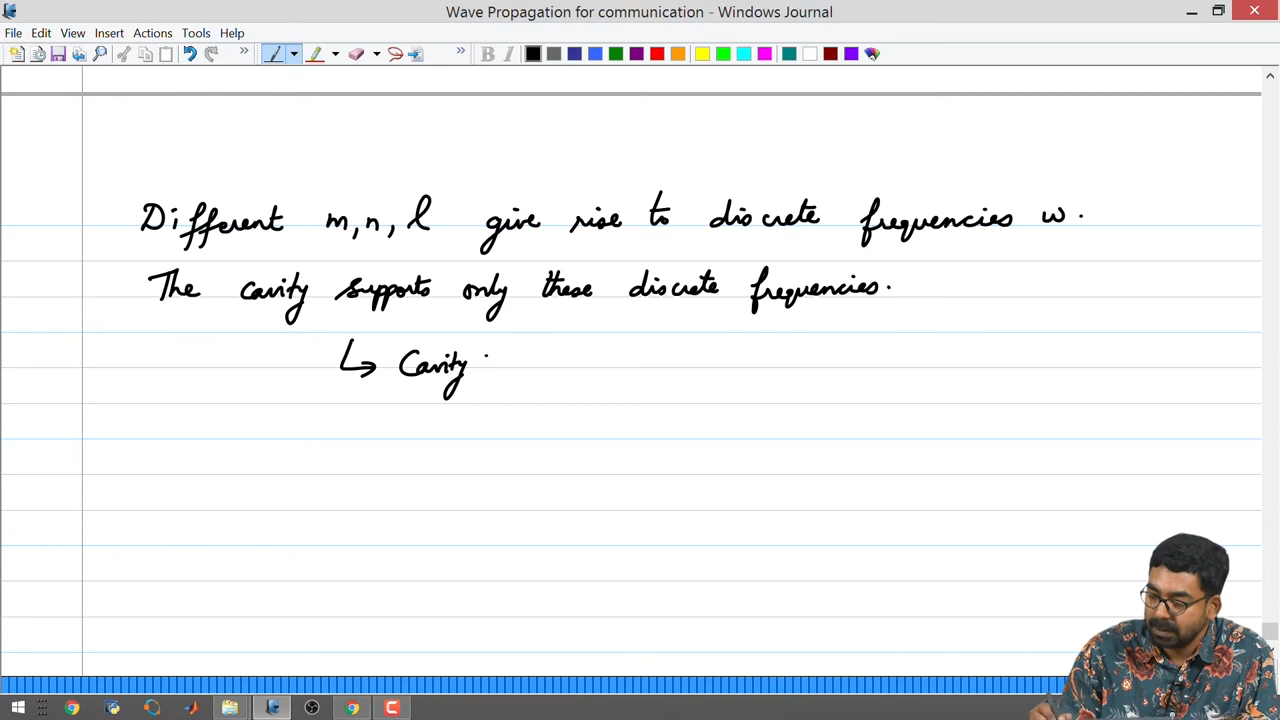 Wave Propagation for communication - Windows Journal
File Edit View Insert Actions Tools Help
Different m, n, l give rise to discrete frequencies ω.
The cavity supports only these discrete frequencies.
↳ Cavity